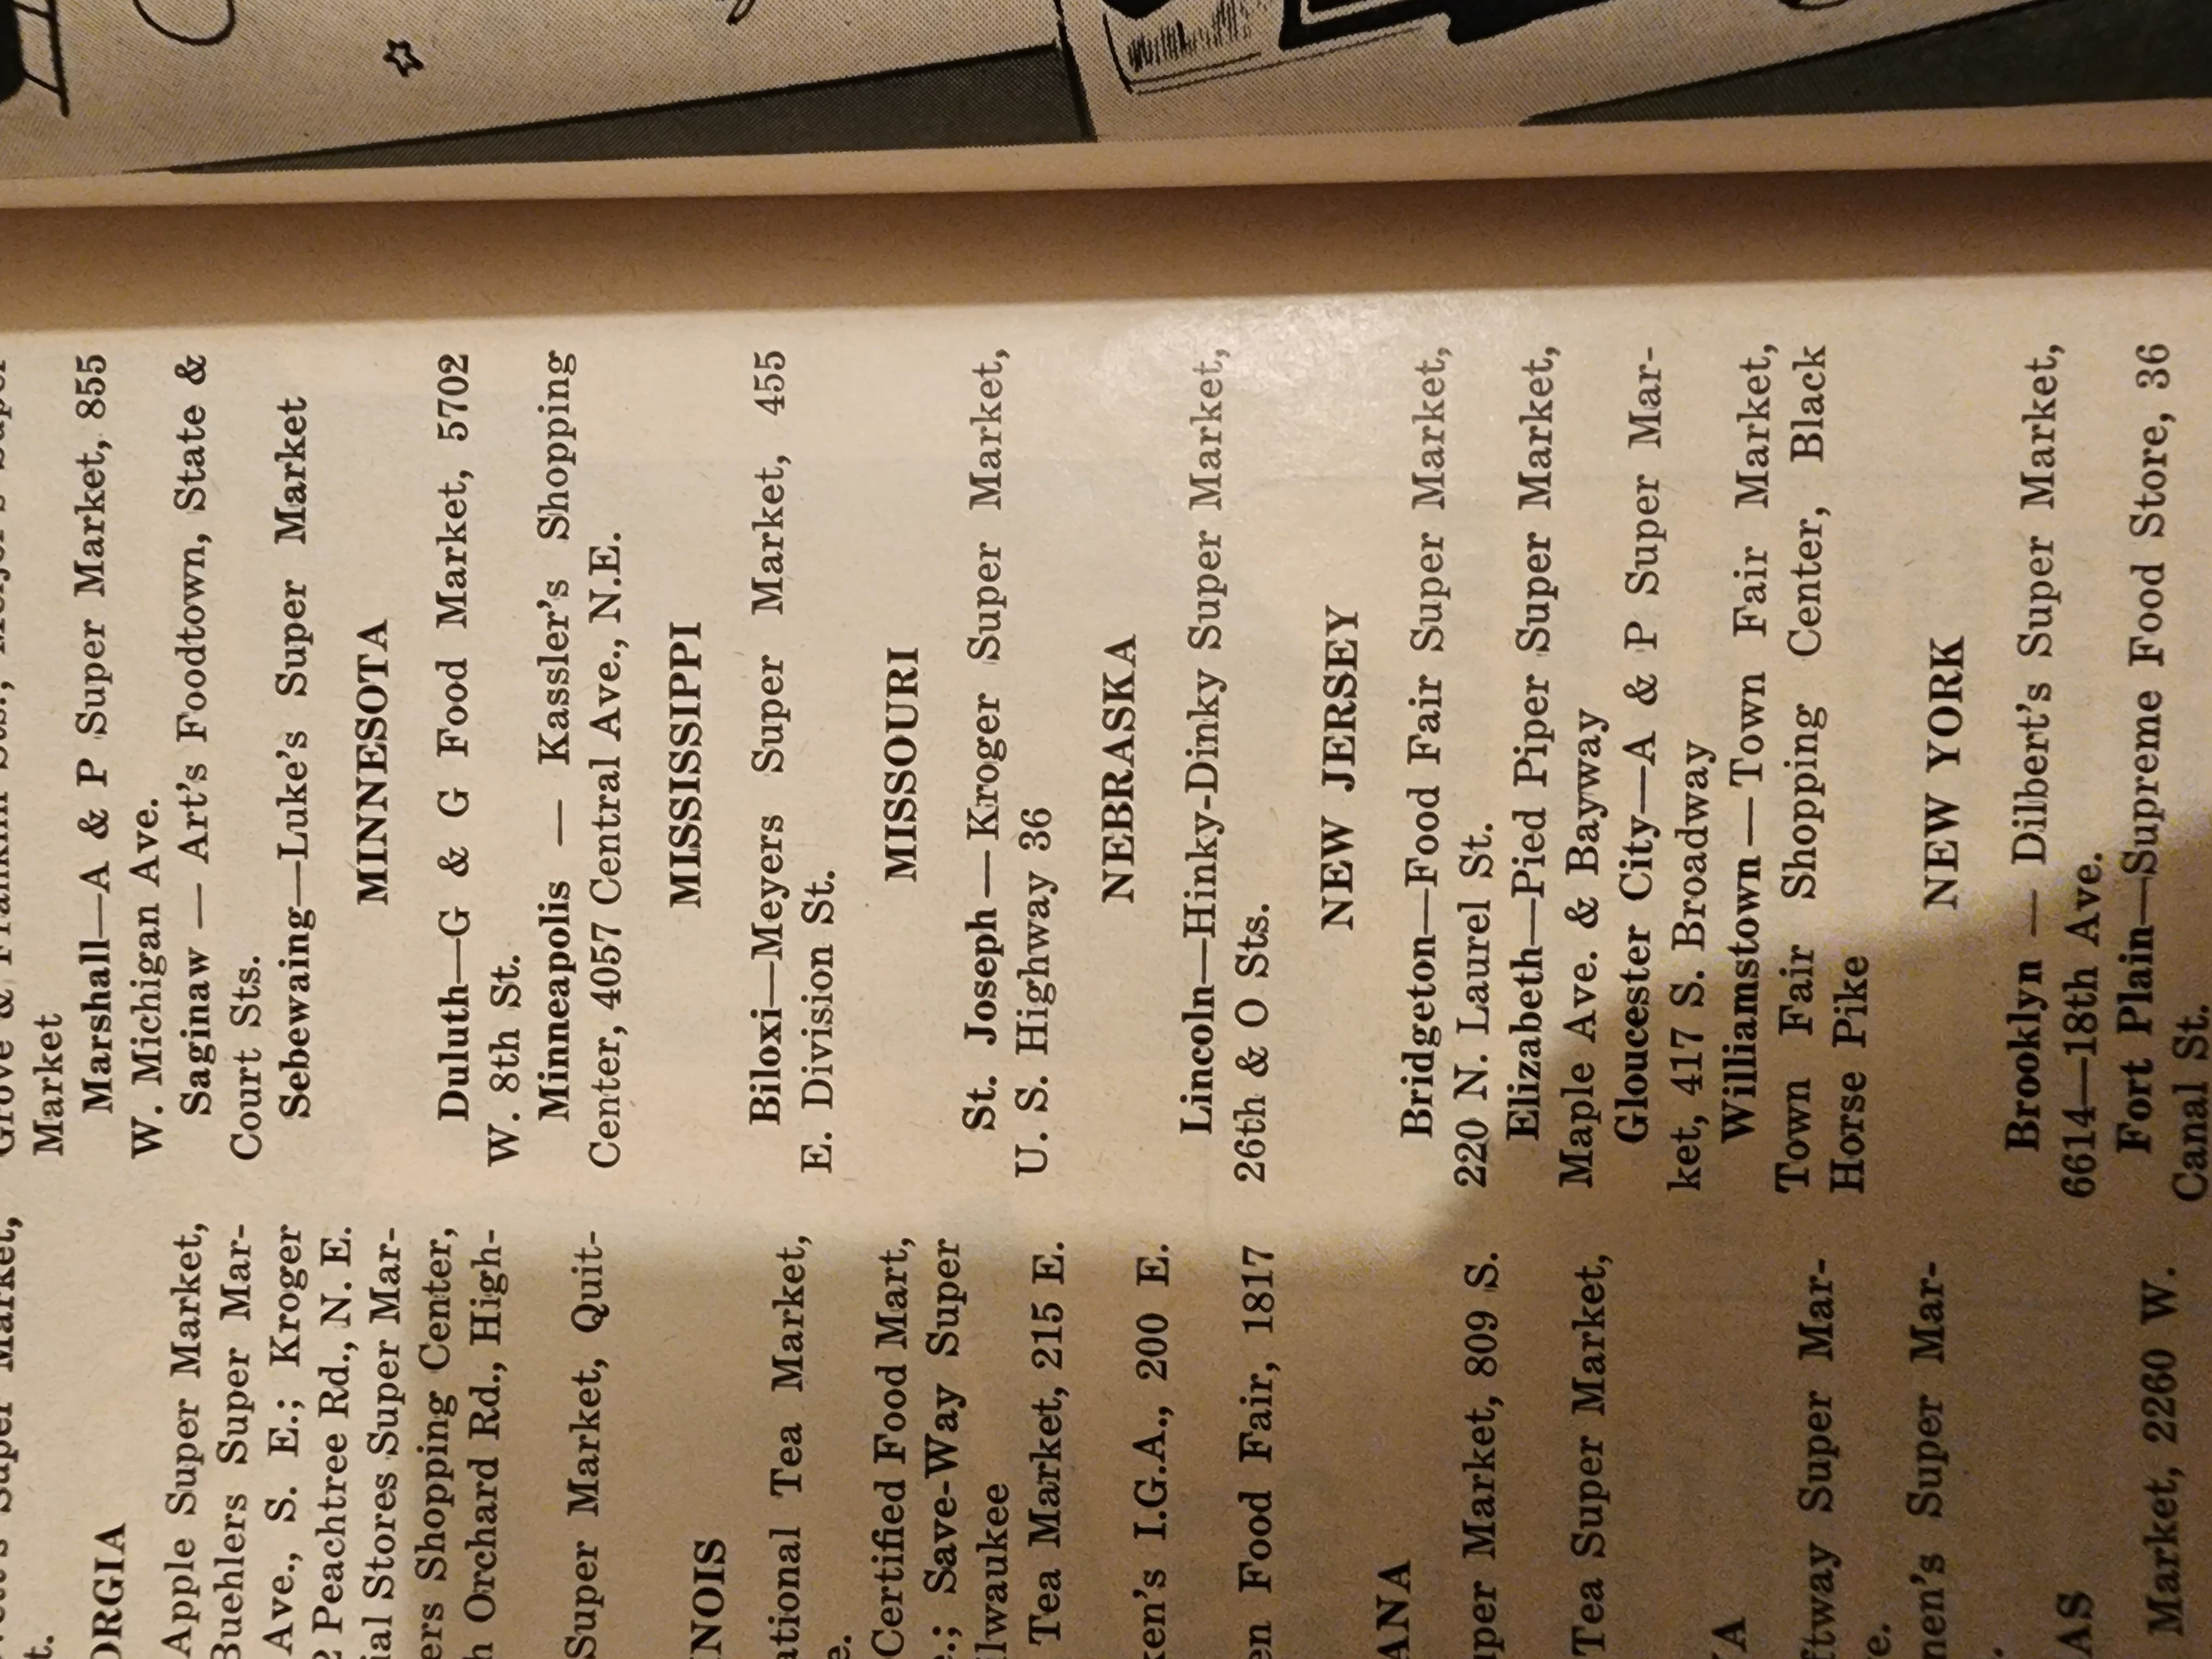 Market,
t.
ORGIA
Apple Super Market,
Buehlers Super Mar-
Ave., S. E.; Kroger
2 Peachtree Rd., N. E.
ial Stores Super Mar-
ers Shopping Center,
h Orchard Rd., High-
Super Market, Quit-
NOIS
ational Tea Market,
e.
Certified Food Mart,
e.; Save-Way Super
ilwaukee
Tea Market, 215 E.
ken's I.G.A., 200 E.
en Food Fair, 1817
ANA
uper Market, 809 S.
Tea Super Market,
A
ftway Super Mar-
ve.
nen's Super Mar-
AS
Market, 2260 W.
Market
Marshall—A & P Super Market, 855
W. Michigan Ave.
Saginaw — Art's Foodtown, State &
Court Sts.
Sebewaing—Luke's Super Market
MINNESOTA
Duluth—G & G Food Market, 5702
W. 8th St.
Minneapolis — Kassler's Shopping
Center, 4057 Central Ave., N.E.
MISSISSIPPI
Biloxi—Meyers Super Market, 455
E. Division St.
MISSOURI
St. Joseph—Kroger Super Market,
U. S. Highway 36
NEBRASKA
Lincoln—Hinky-Dinky Super Market,
26th & O Sts.
NEW JERSEY
Bridgeton—Food Fair Super Market,
220 N. Laurel St.
Elizabeth—Pied Piper Super Market,
Maple Ave. & Bayway
Gloucester City—A & P Super Mar-
ket, 417 S. Broadway
Williamstown—Town Fair Market,
Town Fair Shopping Center, Black
Horse Pike
NEW YORK
Brooklyn — Dilbert's Super Market,
6614—18th Ave.
Fort Plain—Supreme Food Store, 36
Canal St.